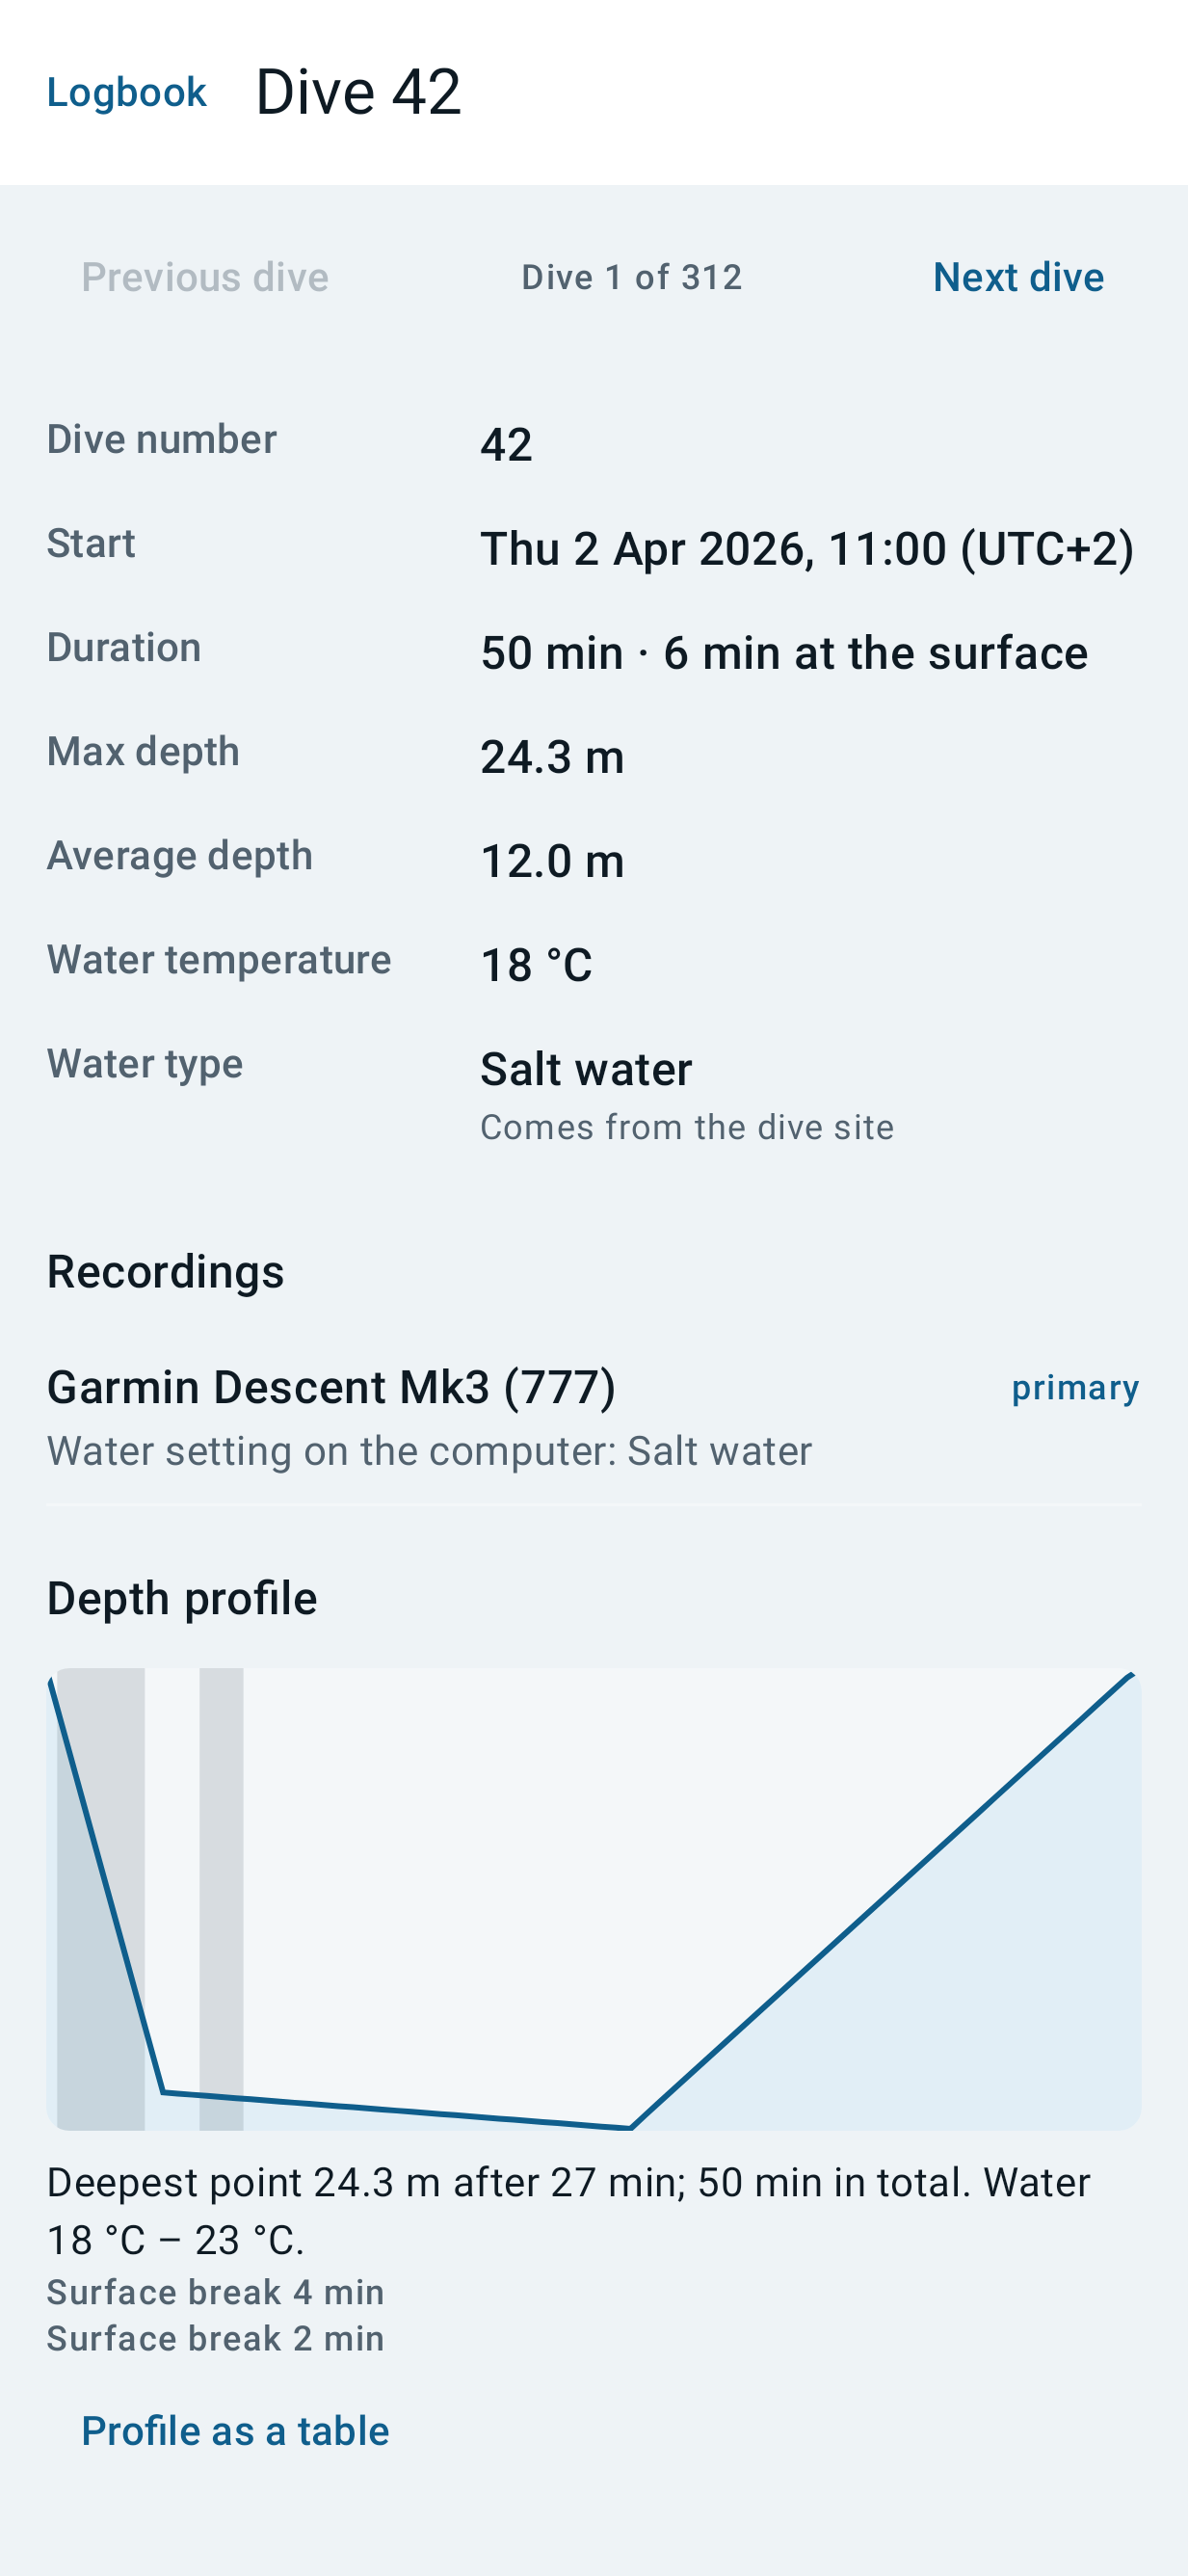 Logbook Dive 42
Previous dive Dive 1 of 312 Next dive
Dive number 42
Start Thu 2 Apr 2026, 11:00 (UTC+2)
Duration 50 min · 6 min at the surface
Max depth 24.3 m
Average depth 12.0 m
Water temperature 18 °C
Water type Salt water
Comes from the dive site
Recordings
Garmin Descent Mk3 (777) primary
Water setting on the computer: Salt water
Depth profile
Deepest point 24.3 m after 27 min; 50 min in total. Water
18 °C – 23 °C.
Surface break 4 min
Surface break 2 min
Profile as a table